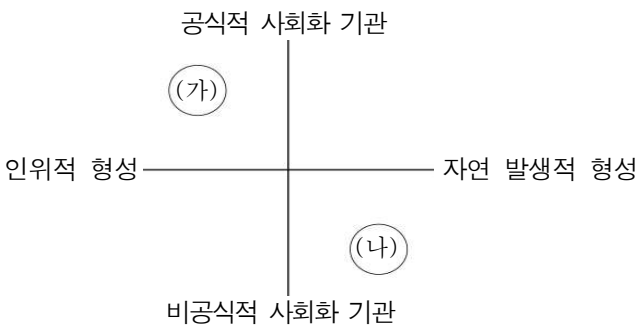 공식적 사회화 기관
(가)
인위적 형성
자연 발생적 형성
(나)
비공식적 사회화 기관